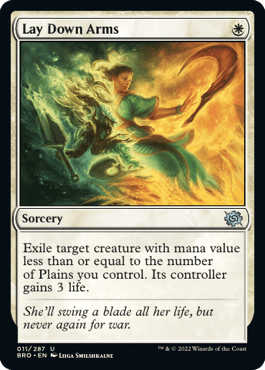 Lay Down Arms
Sorcery
Exile target creature with mana value
less than or equal to the number
of Plains you control. Its controller
gains 3 life.
She'll swing a blade all her life, but
never again for war.
011/287 U
BRO • EN Liiga Smilshkalne
™ & © 2022 Wizards of the Coast